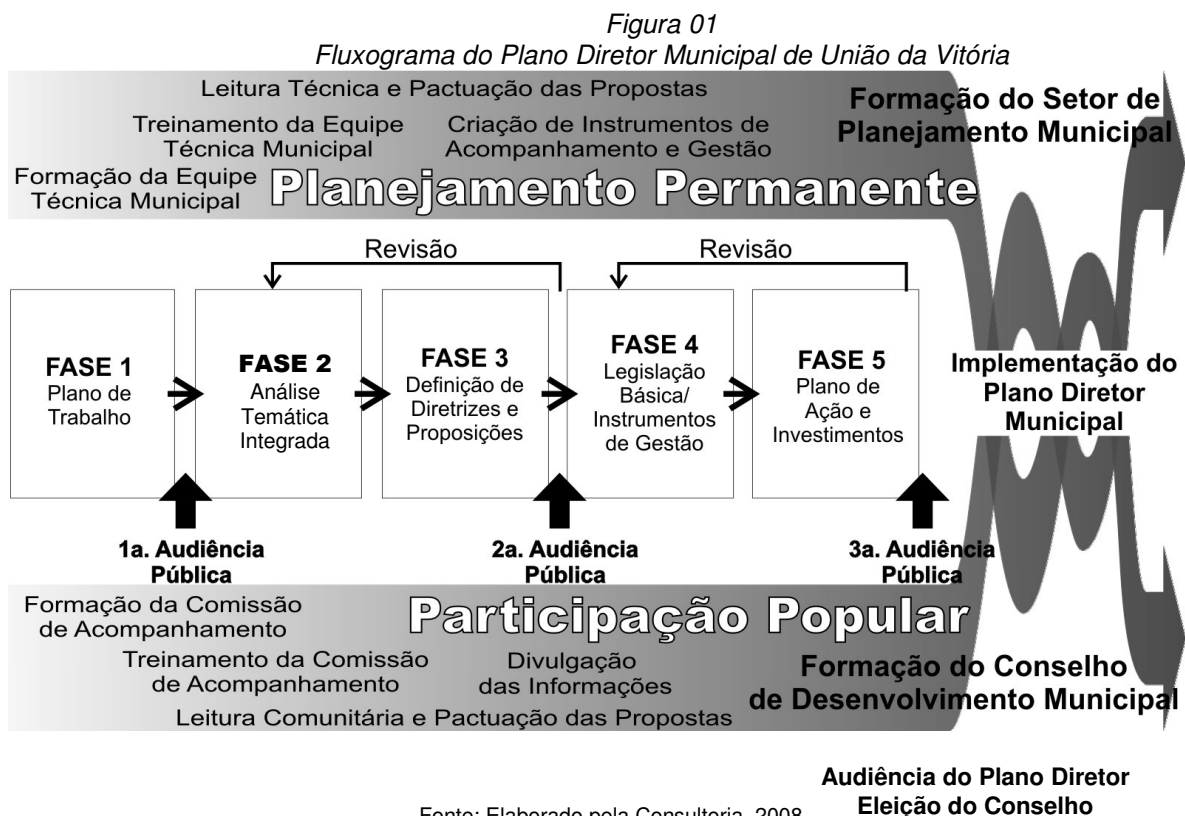 Figura 01
Fluxograma do Plano Diretor Municipal de União da Vitória
Leitura Técnica e Pactuação das Propostas
Treinamento da Equipe
Técnica Municipal
Criação de Instrumentos de
Acompanhamento e Gestão
Formação da Equipe
Técnica Municipal
Planejamento Permanente
Formação do Setor de
Planejamento Municipal
Revisão
Revisão
FASE 1
Plano de
Trabalho
FASE 2
Análise
Temática
Integrada
FASE 3
Definição de
Diretrizes e
Proposições
FASE 4
Legislação
Básica/
Instrumentos
de Gestão
FASE 5
Plano de
Ação e
Investimentos
Implementação do
Plano Diretor
Municipal
1a. Audiência
Pública
2a. Audiência
Pública
3a. Audiência
Pública
Formação da Comissão
de Acompanhamento
Participação Popular
Treinamento da Comissão
de Acompanhamento
Divulgação
das Informações
Leitura Comunitária e Pactuação das Propostas
Formação do Conselho
de Desenvolvimento Municipal
Audiência do Plano Diretor
Eleição do Conselho
Fonte: Elaborado pela Consultoria, 2008